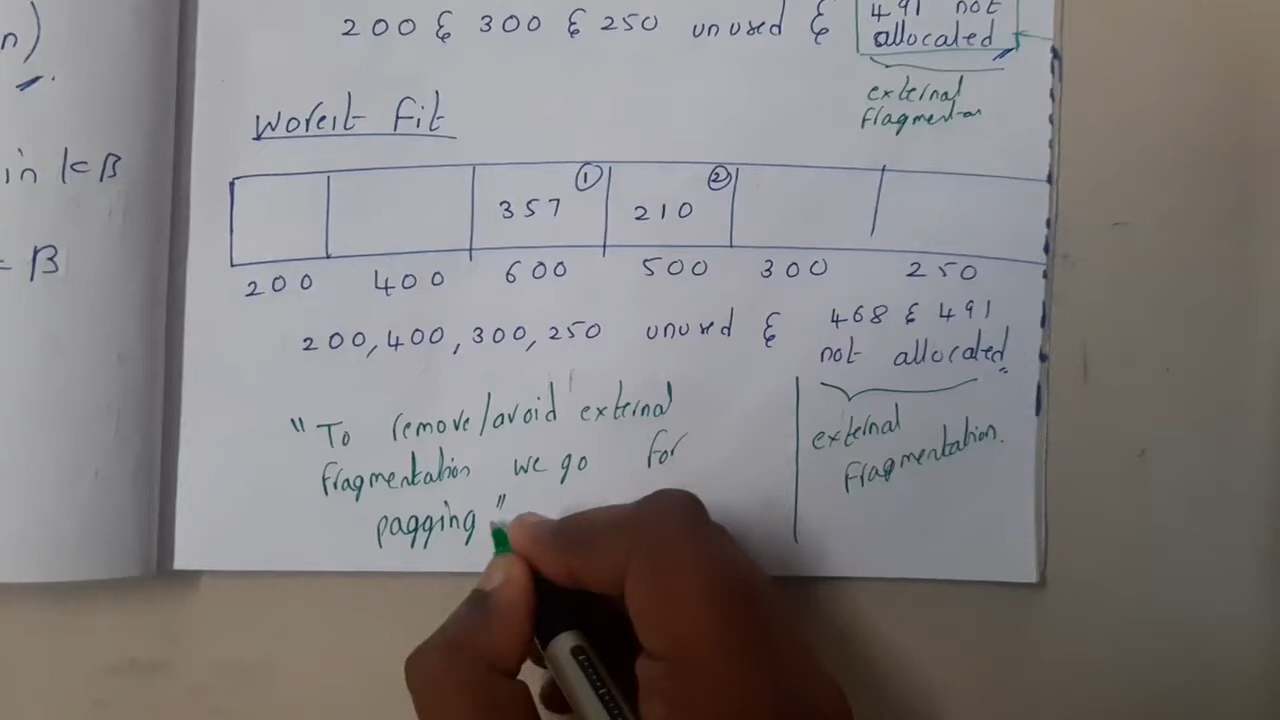 200 & 300 & 250 unused & 491 not
allocated
external
fragmentation
n)
in KB
= B
Worst Fit
① ②
357 210
200 400 600 500 300 250
200, 400, 300, 250 unused & 468 & 491
not allocated
"To remove/avoid external
fragmentation we go for
pagging"
external
fragmentation.